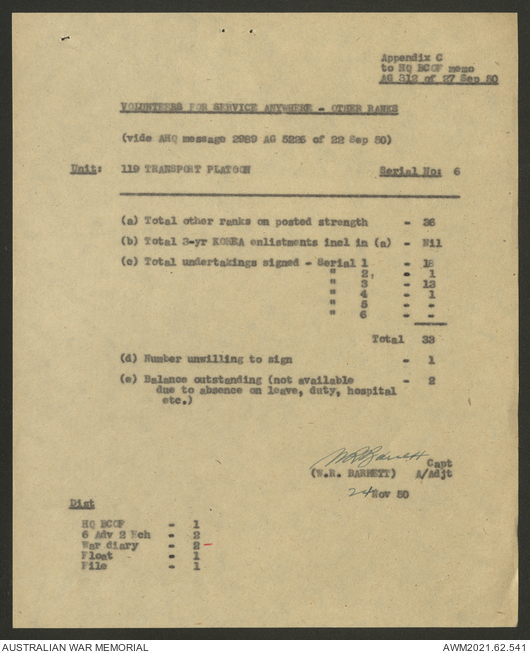 Appendix C
to HQ BCOF memo
AG 312 of 27 Sep 50
VOLUNTEERS FOR SERVICE ANYWHERE - OTHER RANKS
(vide AHQ message 2989 AG 5226 of 22 Sep 50)
Unit: 119 TRANSPORT PLATOON Serial No: 6
(a) Total other ranks on posted strength - 36
(b) Total 3-yr KOREA enlistments incl in (a) - Nil
(c) Total undertakings signed - Serial 1 - 18
" 2, - 1
" 3 - 13
" 4 - 1
" 5 - -
" 6 - -
Total 33
(d) Number unwilling to sign - 1
(e) Balance outstanding (not available - 2
due to absence on leave, duty, hospital
etc.)
WRBarnett Capt
(W.R. BARNETT) A/Adjt
24 Nov 50
Dist
HQ BCOF - 1
6 Adv 2 Ech - 2
War diary - 2
Float - 1
File - 1
AUSTRALIAN WAR MEMORIAL AWM2021.62.541